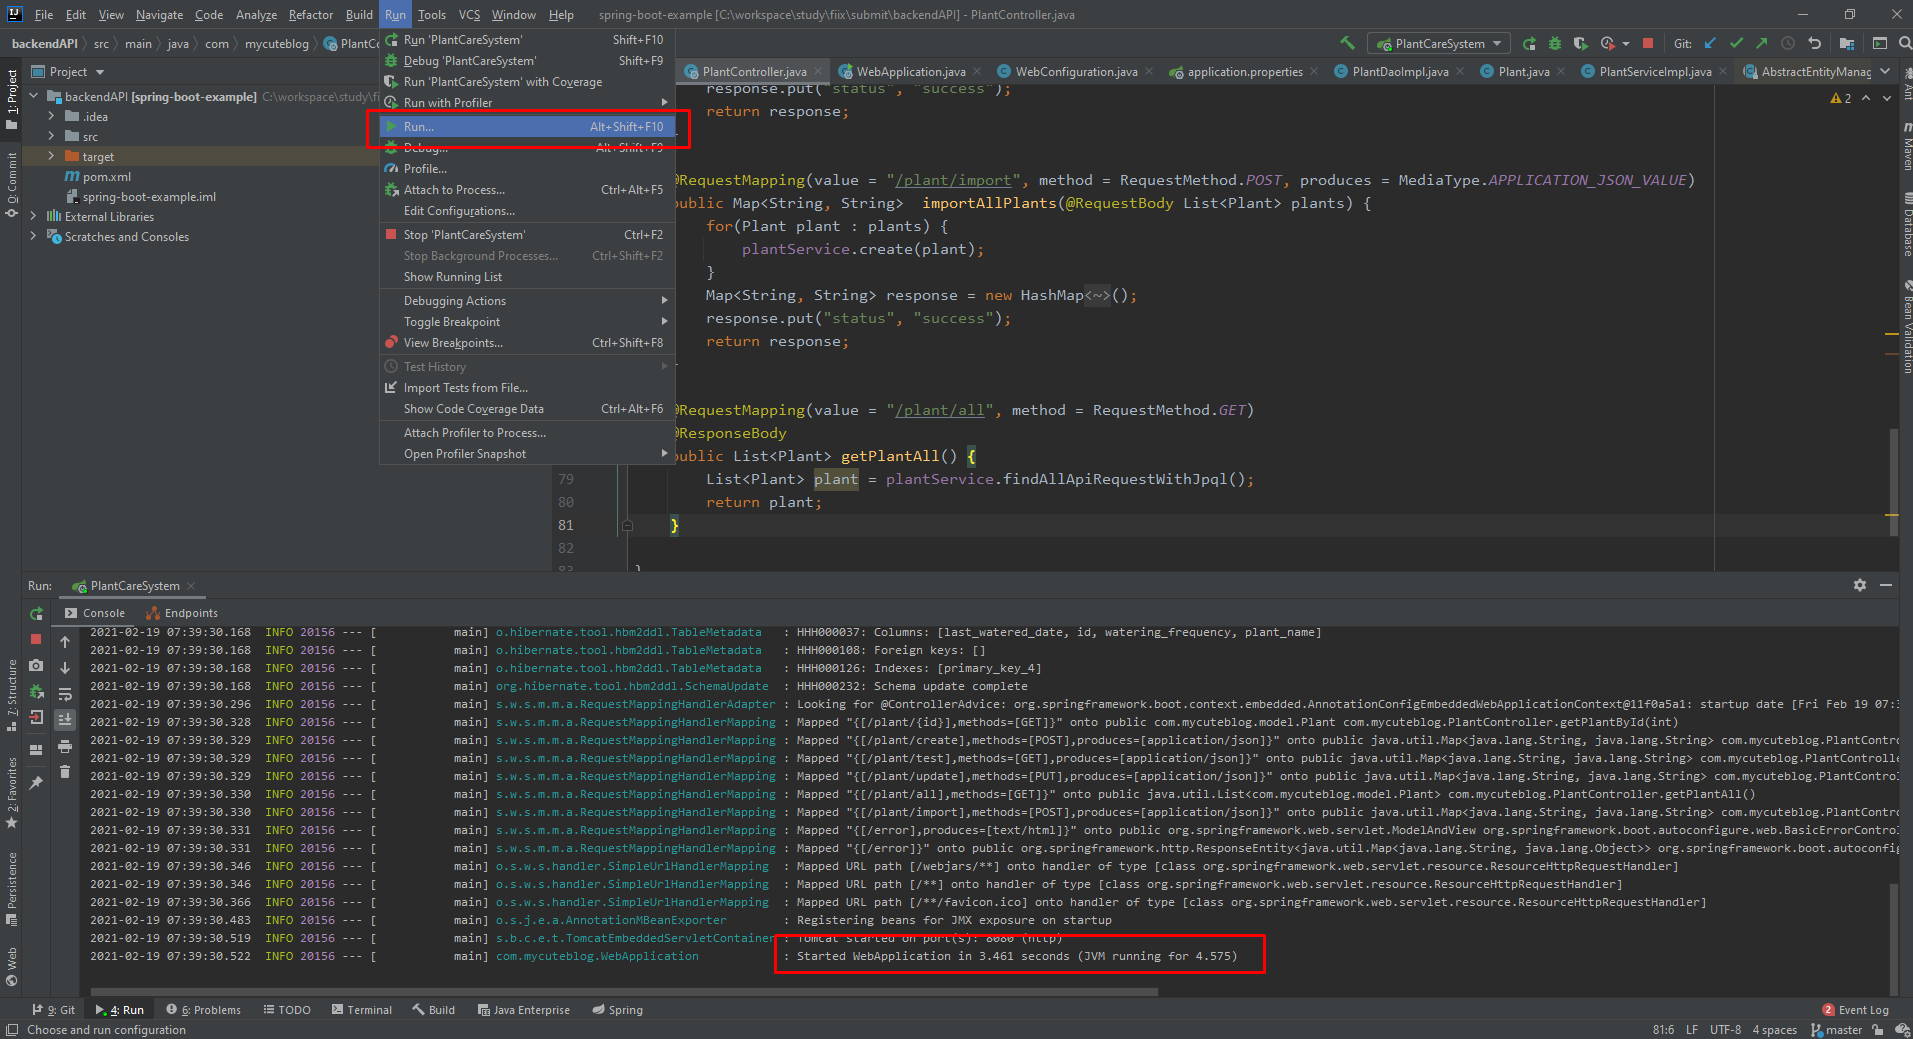 File Edit View Navigate Code Analyze Refactor Build Run Tools VCS Window Help spring-boot-example [C:\workspace\study\fiix\submit\backendAPI] - PlantController.java
backendAPI src main java com mycuteblog PlantCo
PlantCareSystem Git:
Project
PlantController.java WebApplication.java WebConfiguration.java application.properties PlantDaoImpl.java Plant.java PlantServiceImpl.java AbstractEntityManag
backendAPI [spring-boot-example] C:\workspace\study\fi
.idea
src
target
pom.xml
spring-boot-example.iml
External Libraries
Scratches and Consoles
Run 'PlantCareSystem' Shift+F10
Debug 'PlantCareSystem' Shift+F9
Run 'PlantCareSystem' with Coverage
Run with Profiler
Run... Alt+Shift+F10
Debug... Alt+Shift+F9
Profile...
Attach to Process... Ctrl+Alt+F5
Edit Configurations...
Stop 'PlantCareSystem' Ctrl+F2
Stop Background Processes... Ctrl+Shift+F2
Show Running List
Debugging Actions
Toggle Breakpoint
View Breakpoints... Ctrl+Shift+F8
Test History
Import Tests from File...
Show Code Coverage Data Ctrl+Alt+F6
Attach Profiler to Process...
Open Profiler Snapshot
response.put("status", "success");
return response;
2
@RequestMapping(value = "/plant/import", method = RequestMethod.POST, produces = MediaType.APPLICATION_JSON_VALUE)
public Map<String, String> importAllPlants(@RequestBody List<Plant> plants) {
for(Plant plant : plants) {
plantService.create(plant);
}
Map<String, String> response = new HashMap<~>();
response.put("status", "success");
return response;
@RequestMapping(value = "/plant/all", method = RequestMethod.GET)
@ResponseBody
public List<Plant> getPlantAll() {
79 List<Plant> plant = plantService.findAllApiRequestWithJpql();
80 return plant;
81 }
82
83 }
1: Project
0: Commit
7: Structure
2: Favorites
Persistence
Web
Ant
Maven
Database
Bean Validation
Run: PlantCareSystem
Console Endpoints
2021-02-19 07:39:30.168 INFO 20156 --- [ main] o.hibernate.tool.hbm2ddl.TableMetadata : HHH000037: Columns: [last_watered_date, id, watering_frequency, plant_name]
2021-02-19 07:39:30.168 INFO 20156 --- [ main] o.hibernate.tool.hbm2ddl.TableMetadata : HHH000108: Foreign keys: []
2021-02-19 07:39:30.168 INFO 20156 --- [ main] o.hibernate.tool.hbm2ddl.TableMetadata : HHH000126: Indexes: [primary_key_4]
2021-02-19 07:39:30.168 INFO 20156 --- [ main] org.hibernate.tool.hbm2ddl.SchemaUpdate : HHH000232: Schema update complete
2021-02-19 07:39:30.296 INFO 20156 --- [ main] s.w.s.m.m.a.RequestMappingHandlerAdapter : Looking for @ControllerAdvice: org.springframework.boot.context.embedded.AnnotationConfigEmbeddedWebApplicationContext@11f0a5a1: startup date [Fri Feb 19 07:3
2021-02-19 07:39:30.328 INFO 20156 --- [ main] s.w.s.m.m.a.RequestMappingHandlerMapping : Mapped "{[/plant/{id}],methods=[GET]}" onto public com.mycuteblog.model.Plant com.mycuteblog.PlantController.getPlantById(int)
2021-02-19 07:39:30.329 INFO 20156 --- [ main] s.w.s.m.m.a.RequestMappingHandlerMapping : Mapped "{[/plant/create],methods=[POST],produces=[application/json]}" onto public java.util.Map<java.lang.String, java.lang.String> com.mycuteblog.PlantContro
2021-02-19 07:39:30.329 INFO 20156 --- [ main] s.w.s.m.m.a.RequestMappingHandlerMapping : Mapped "{[/plant/test],methods=[GET],produces=[application/json]}" onto public java.util.Map<java.lang.String, java.lang.String> com.mycuteblog.PlantControlle
2021-02-19 07:39:30.329 INFO 20156 --- [ main] s.w.s.m.m.a.RequestMappingHandlerMapping : Mapped "{[/plant/update],methods=[PUT],produces=[application/json]}" onto public java.util.Map<java.lang.String, java.lang.String> com.mycuteblog.PlantControl
2021-02-19 07:39:30.330 INFO 20156 --- [ main] s.w.s.m.m.a.RequestMappingHandlerMapping : Mapped "{[/plant/all],methods=[GET]}" onto public java.util.List<com.mycuteblog.model.Plant> com.mycuteblog.PlantController.getPlantAll()
2021-02-19 07:39:30.330 INFO 20156 --- [ main] s.w.s.m.m.a.RequestMappingHandlerMapping : Mapped "{[/plant/import],methods=[POST],produces=[application/json]}" onto public java.util.Map<java.lang.String, java.lang.String> com.mycuteblog.PlantContro
2021-02-19 07:39:30.331 INFO 20156 --- [ main] s.w.s.m.m.a.RequestMappingHandlerMapping : Mapped "{[/error],produces=[text/html]}" onto public org.springframework.web.servlet.ModelAndView org.springframework.boot.autoconfigure.web.BasicErrorControl
2021-02-19 07:39:30.331 INFO 20156 --- [ main] s.w.s.m.m.a.RequestMappingHandlerMapping : Mapped "{[/error]}" onto public org.springframework.http.ResponseEntity<java.util.Map<java.lang.String, java.lang.Object>> org.springframework.boot.autoconfig
2021-02-19 07:39:30.346 INFO 20156 --- [ main] o.s.w.s.handler.SimpleUrlHandlerMapping : Mapped URL path [/webjars/**] onto handler of type [class org.springframework.web.servlet.resource.ResourceHttpRequestHandler]
2021-02-19 07:39:30.346 INFO 20156 --- [ main] o.s.w.s.handler.SimpleUrlHandlerMapping : Mapped URL path [/**] onto handler of type [class org.springframework.web.servlet.resource.ResourceHttpRequestHandler]
2021-02-19 07:39:30.366 INFO 20156 --- [ main] o.s.w.s.handler.SimpleUrlHandlerMapping : Mapped URL path [/**/favicon.ico] onto handler of type [class org.springframework.web.servlet.resource.ResourceHttpRequestHandler]
2021-02-19 07:39:30.483 INFO 20156 --- [ main] o.s.j.e.a.AnnotationMBeanExporter : Registering beans for JMX exposure on startup
2021-02-19 07:39:30.519 INFO 20156 --- [ main] s.b.c.e.t.TomcatEmbeddedServletContainer : Tomcat started on port(s): 8080 (http)
2021-02-19 07:39:30.522 INFO 20156 --- [ main] com.mycuteblog.WebApplication : Started WebApplication in 3.461 seconds (JVM running for 4.575)
9: Git 4: Run 6: Problems TODO Terminal Build Java Enterprise Spring 2 Event Log
Choose and run configuration 81:6 LF UTF-8 4 spaces master